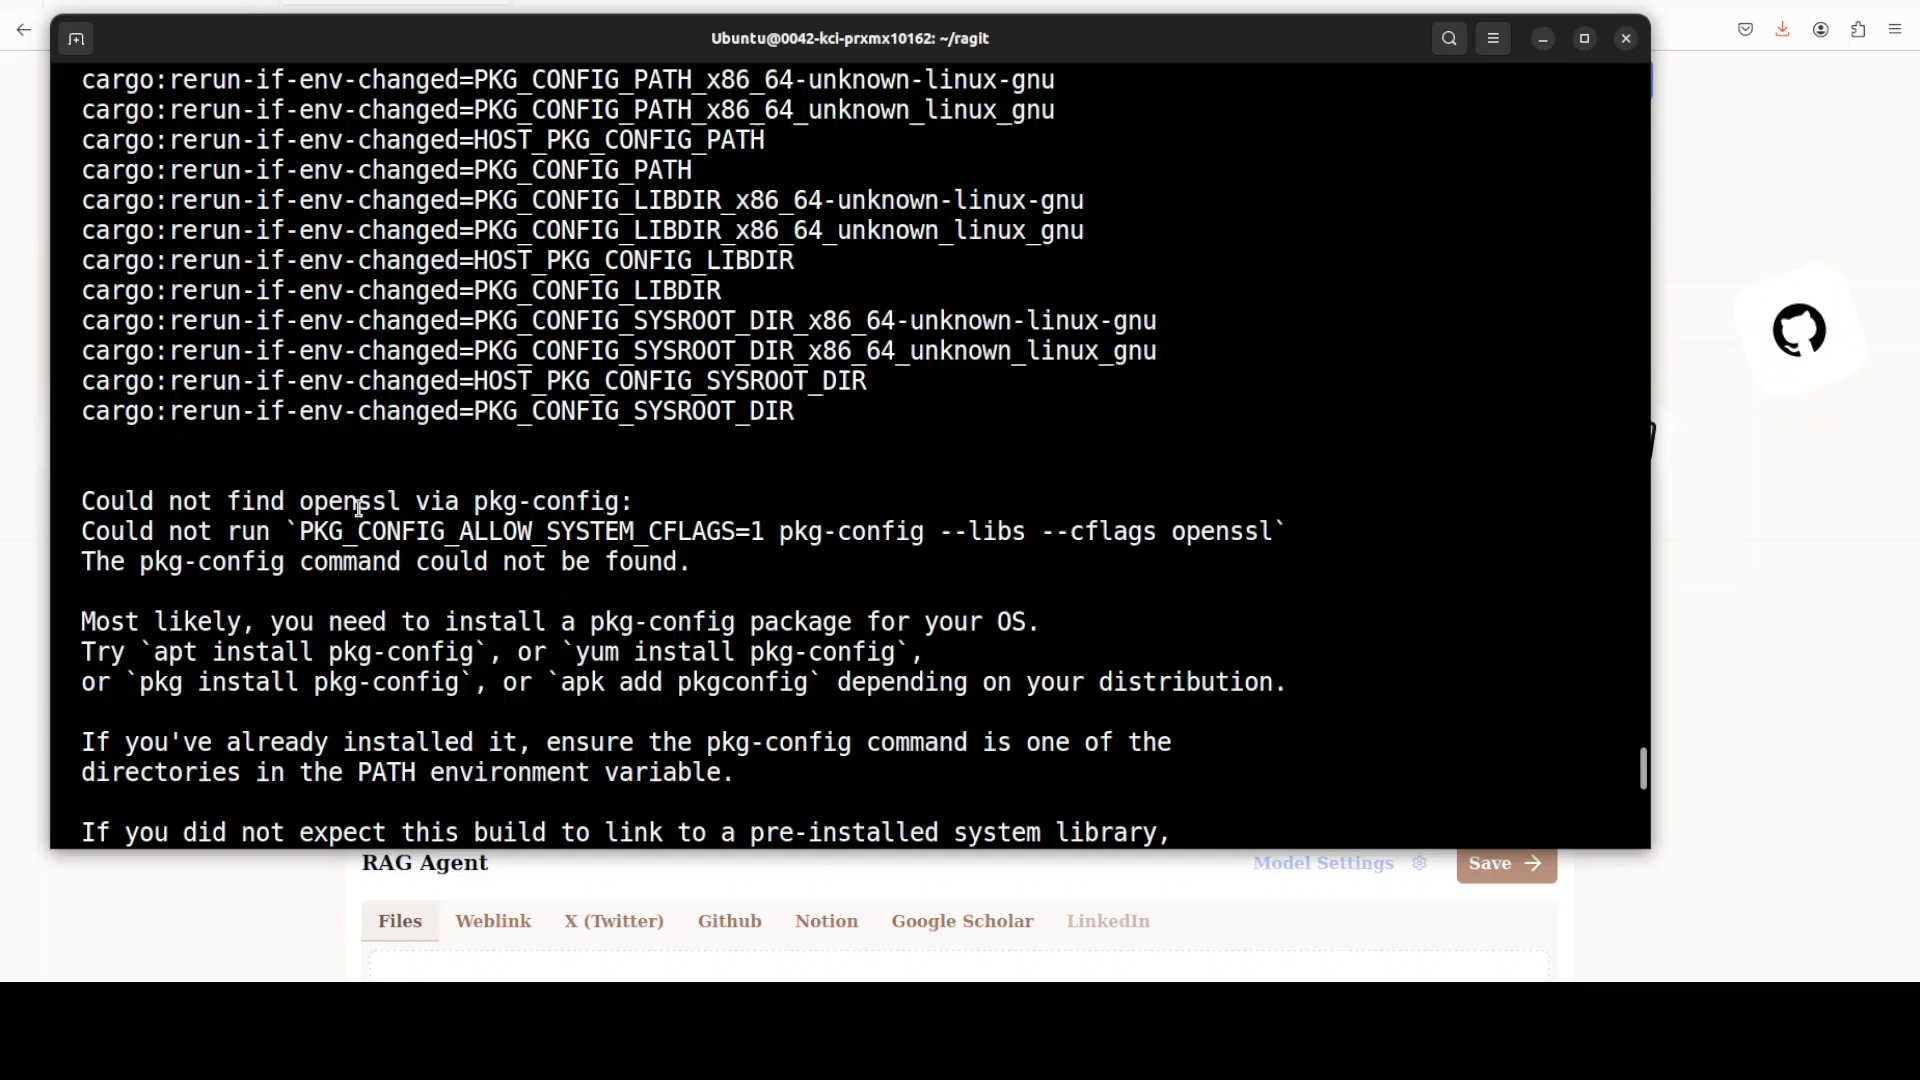 Ubuntu@0042-kci-prxmx10162: ~/ragit
cargo:rerun-if-env-changed=PKG_CONFIG_PATH_x86_64-unknown-linux-gnu
cargo:rerun-if-env-changed=PKG_CONFIG_PATH_x86_64_unknown_linux_gnu
cargo:rerun-if-env-changed=HOST_PKG_CONFIG_PATH
cargo:rerun-if-env-changed=PKG_CONFIG_PATH
cargo:rerun-if-env-changed=PKG_CONFIG_LIBDIR_x86_64-unknown-linux-gnu
cargo:rerun-if-env-changed=PKG_CONFIG_LIBDIR_x86_64_unknown_linux_gnu
cargo:rerun-if-env-changed=HOST_PKG_CONFIG_LIBDIR
cargo:rerun-if-env-changed=PKG_CONFIG_LIBDIR
cargo:rerun-if-env-changed=PKG_CONFIG_SYSROOT_DIR_x86_64-unknown-linux-gnu
cargo:rerun-if-env-changed=PKG_CONFIG_SYSROOT_DIR_x86_64_unknown_linux_gnu
cargo:rerun-if-env-changed=HOST_PKG_CONFIG_SYSROOT_DIR
cargo:rerun-if-env-changed=PKG_CONFIG_SYSROOT_DIR
Could not find openssl via pkg-config:
Could not run `PKG_CONFIG_ALLOW_SYSTEM_CFLAGS=1 pkg-config --libs --cflags openssl`
The pkg-config command could not be found.
Most likely, you need to install a pkg-config package for your OS.
Try `apt install pkg-config`, or `yum install pkg-config`,
or `pkg install pkg-config`, or `apk add pkgconfig` depending on your distribution.
If you've already installed it, ensure the pkg-config command is one of the
directories in the PATH environment variable.
If you did not expect this build to link to a pre-installed system library,
RAG Agent Model Settings Save
Files Weblink X (Twitter) Github Notion Google Scholar LinkedIn